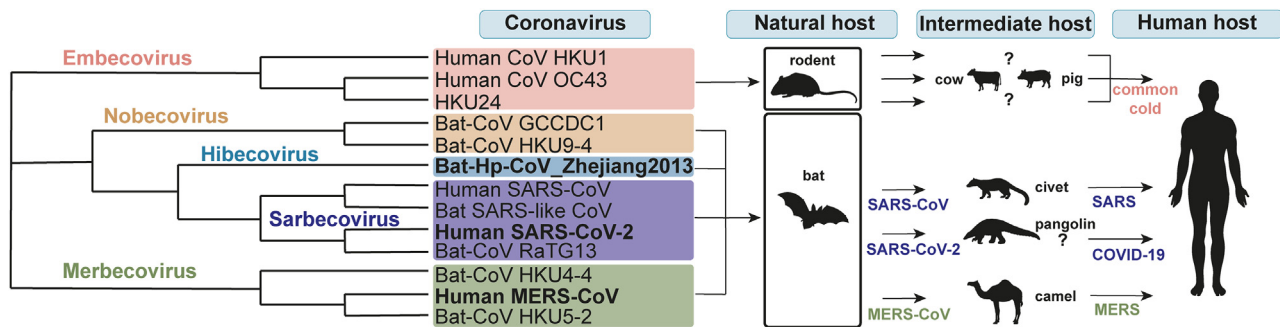 Coronavirus
Natural host
Intermediate host
Human host
Embecovirus
Nobecovirus
Hibecovirus
Sarbecovirus
Merbecovirus
Human CoV HKU1
Human CoV OC43
HKU24
Bat-CoV GCCDC1
Bat-CoV HKU9-4
Bat-Hp-CoV_Zhejiang2013
Human SARS-CoV
Bat SARS-like CoV
Human SARS-CoV-2
Bat-CoV RaTG13
Bat-CoV HKU4-4
Human MERS-CoV
Bat-CoV HKU5-2
rodent
bat
?
cow
pig
?
common
cold
SARS-CoV
civet
SARS
SARS-CoV-2
pangolin
?
COVID-19
MERS-CoV
camel
MERS